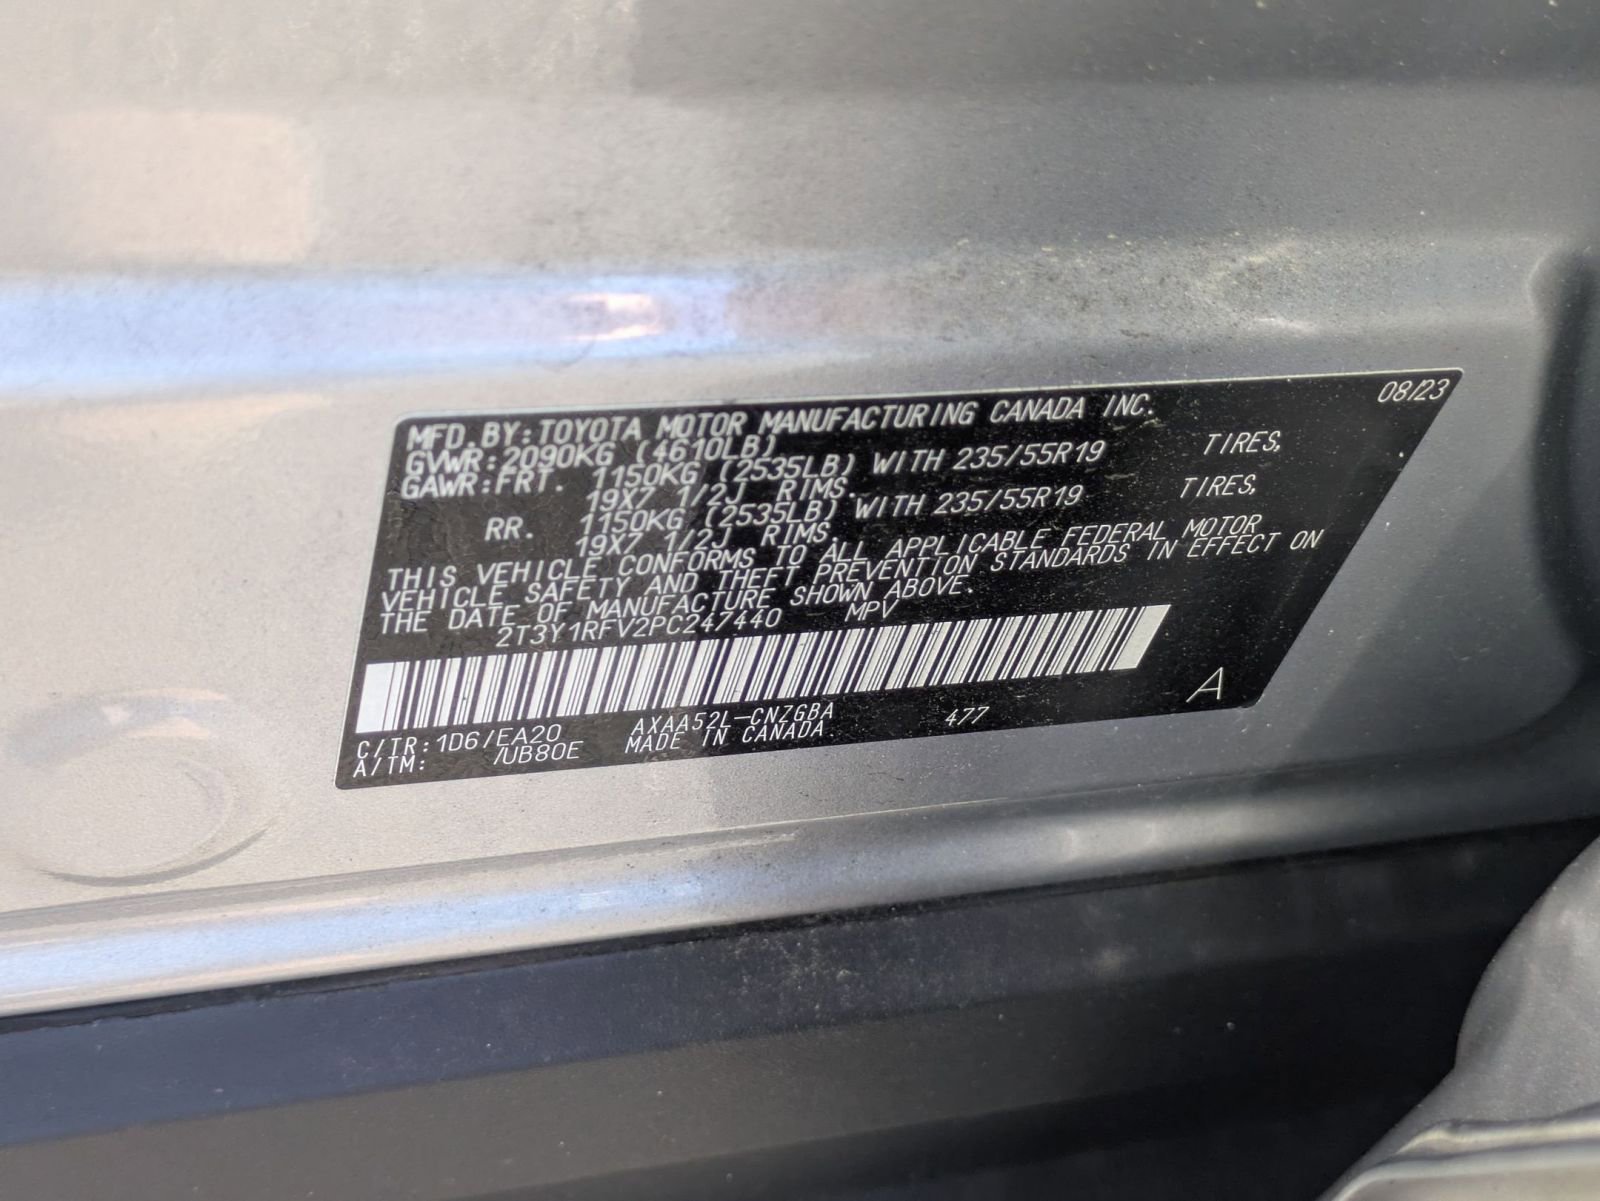 08/23
MFD.BY:TOYOTA MOTOR MANUFACTURING CANADA INC.
GVWR:2090KG (4610LB)
GAWR:FRT. 1150KG (2535LB) WITH 235/55R19 TIRES,
19X7 1/2J RIMS.
RR. 1150KG (2535LB) WITH 235/55R19 TIRES,
19X7 1/2J RIMS.
THIS VEHICLE CONFORMS TO ALL APPLICABLE FEDERAL MOTOR
VEHICLE SAFETY AND THEFT PREVENTION STANDARDS IN EFFECT ON
THE DATE OF MANUFACTURE SHOWN ABOVE.
2T3Y1RFV2PC247440 MPV
A
C/TR:1D6/EA20 AXAA52L-CNZGBA 477
A/TM: /UB80E MADE IN CANADA.